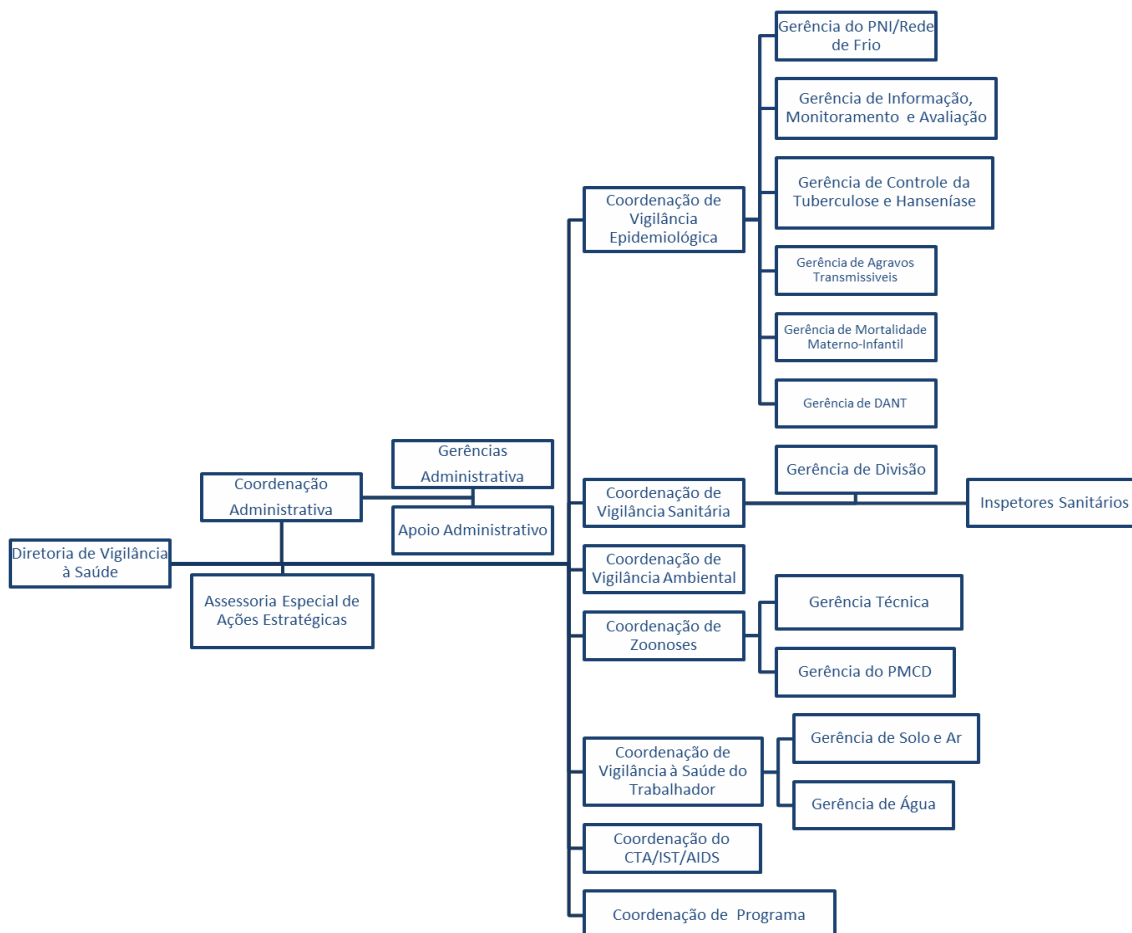 Gerência do PNI/Rede
de Frio
Gerência de Informação,
Monitoramento e Avaliação
Gerência de Controle da
Tuberculose e Hanseníase
Coordenação de
Vigilância
Epidemiológica
Gerência de Agravos
Transmissiveis
Gerência de Mortalidade
Materno-Infantil
Gerência de DANT
Gerências
Administrativa
Gerência de Divisão
Coordenação
Administrativa
Coordenação de
Vigilância Sanitária
Inspetores Sanitários
Apoio Administrativo
Diretoria de Vigilância
à Saúde
Coordenação de
Vigilância Ambiental
Assessoria Especial de
Ações Estratégicas
Gerência Técnica
Coordenação de
Zoonoses
Gerência do PMCD
Gerência de Solo e Ar
Coordenação de
Vigilância à Saúde do
Trabalhador
Gerência de Água
Coordenação do
CTA/IST/AIDS
Coordenação de Programa